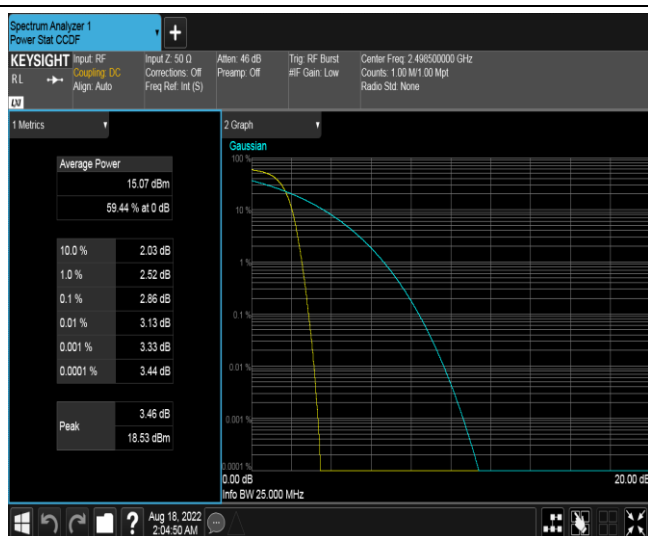 Spectrum Analyzer 1
Power Stat CCDF
+
KEYSIGHT Input: RF Input Z: 50 Ω Atten: 46 dB Trig: RF Burst Center Freq: 2.496500000 GHz
RL Coupling: DC Corrections: Off Preamp: Off #IF Gain: Low Counts: 1.00 M/1.00 Mpt
Align: Auto Freq Ref: Int (S) Radio Std: None
LXI
1 Metrics
Average Power
15.07 dBm
59.44 % at 0 dB
10.0 % 2.03 dB
1.0 % 2.52 dB
0.1 % 2.86 dB
0.01 % 3.13 dB
0.001 % 3.33 dB
0.0001 % 3.44 dB
Peak 3.46 dB
18.53 dBm
2 Graph
Gaussian
100 %
10 %
1 %
0.1 %
0.01 %
0.001 %
0.0001 %
0.00 dB 20.00 dB
Info BW 25.000 MHz
? Aug 18, 2022
2:04:50 AM